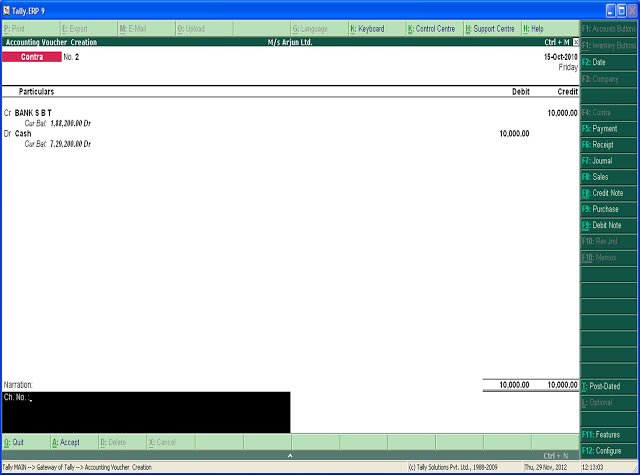 Tally.ERP 9
P: Print E: Export M: E-Mail O: Upload G: Language K: Keyboard K: Control Centre H: Support Centre H: Help
Accounting Voucher Creation M/s Arjun Ltd. Ctrl + M
Contra No. 2 15-Oct-2010
Friday
Particulars Debit Credit
Cr BANK S B T 10,000.00
Cur Bal: 1,88,200.00 Dr
Dr Cash 10,000.00
Cur Bal: 7,29,200.00 Dr
Narration: 10,000.00 10,000.00
Ch. No. :
Q: Quit A: Accept D: Delete X: Cancel
Ctrl + N
Tally MAIN --> Gateway of Tally --> Accounting Voucher Creation (c) Tally Solutions Pvt. Ltd., 1988-2009 Thu, 29 Nov, 2012 12:13:03
F1: Accounts Buttons
F1: Inventory Buttons
F2: Date
F3: Company
F4: Contra
F5: Payment
F6: Receipt
F7: Journal
F8: Sales
F8: Credit Note
F9: Purchase
F9: Debit Note
F10: Rev Jrnl
F10: Memos
T: Post-Dated
L: Optional
F11: Features
F12: Configure